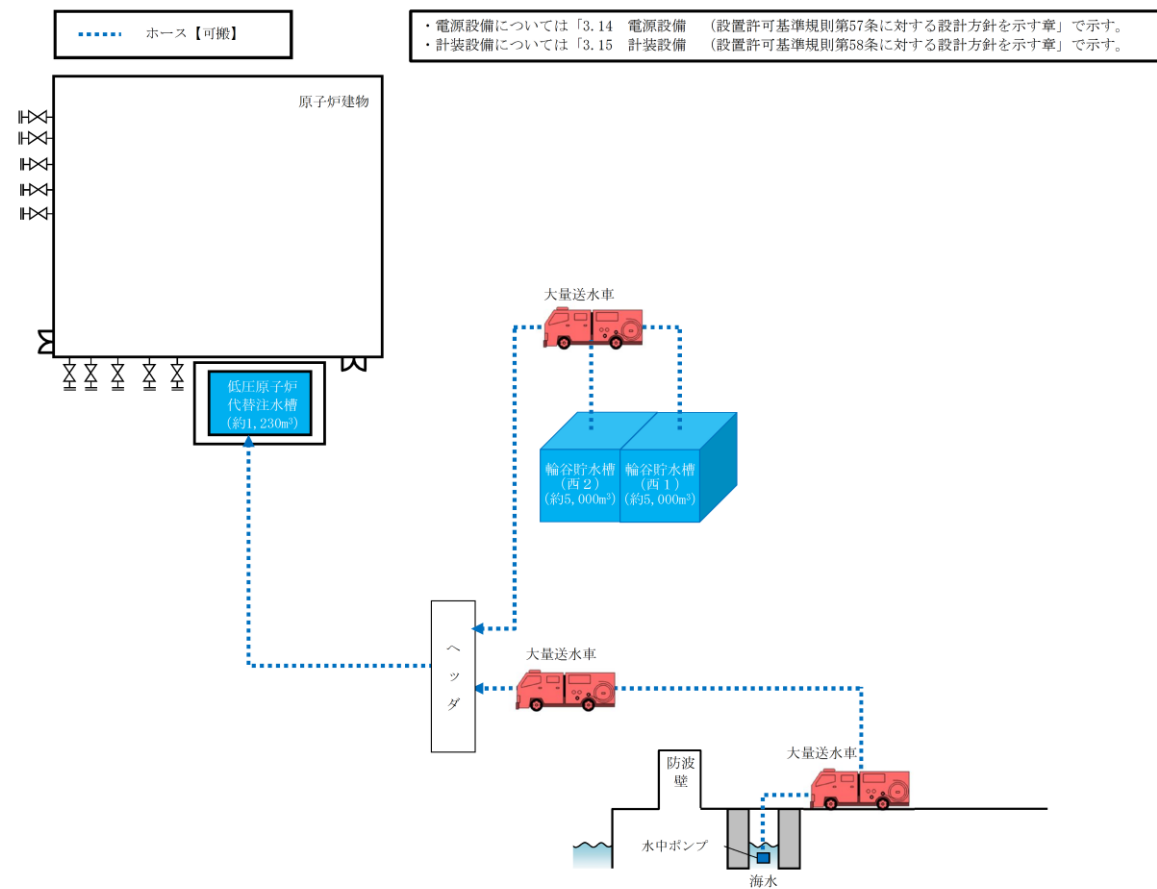 ホース【可搬】
・電源設備については「3.14　電源設備　（設置許可基準規則第57条に対する設計方針を示す章」で示す。
・計装設備については「3.15　計装設備　（設置許可基準規則第58条に対する設計方針を示す章」で示す。
原子炉建物
大量送水車
低圧原子炉
代替注水槽
(約1,230m³)
輪谷貯水槽
(西２)
(約5,000m³)
輪谷貯水槽
(西１)
(約5,000m³)
ヘッダ
大量送水車
大量送水車
防波
壁
水中ポンプ
海水